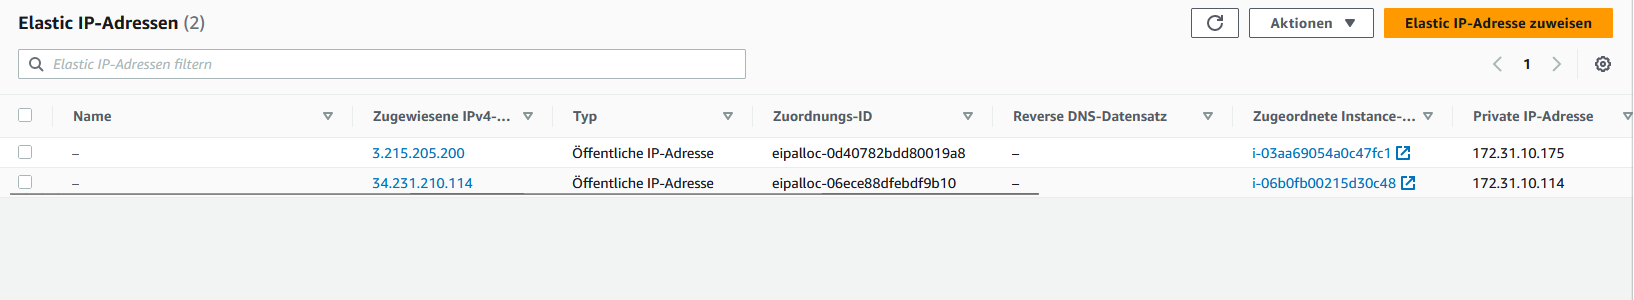 Elastic IP-Adressen (2)
Aktionen
Elastic IP-Adresse zuweisen
Elastic IP-Adressen filtern
1
Name Zugewiesene IPv4-... Typ Zuordnungs-ID Reverse DNS-Datensatz Zugeordnete Instance-... Private IP-Adresse
– 3.215.205.200 Öffentliche IP-Adresse eipalloc-0d40782bdd80019a8 – i-03aa69054a0c47fc1 172.31.10.175
– 34.231.210.114 Öffentliche IP-Adresse eipalloc-06ece88dfebdf9b10 – i-06b0fb00215d30c48 172.31.10.114